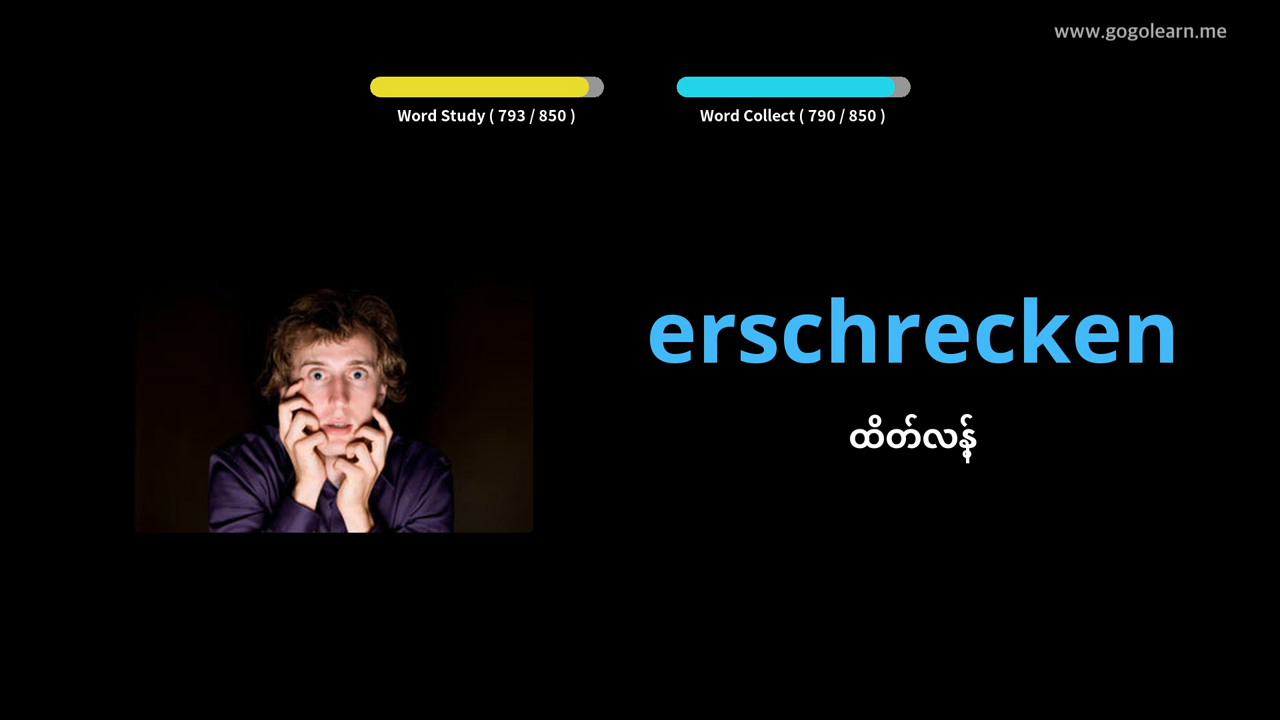 www.gogolearn.me
Word Study ( 793 / 850 )
Word Collect ( 790 / 850 )
erschrecken
ထိတ်လန့်